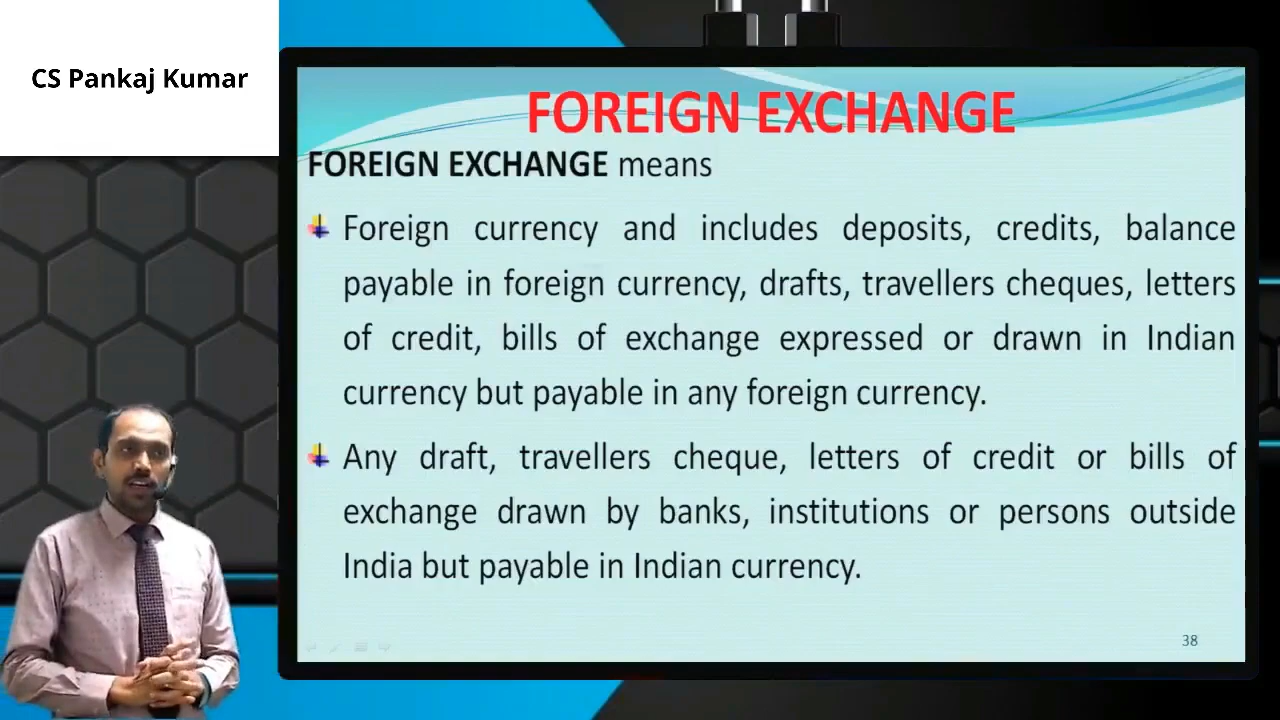 CS Pankaj Kumar
FOREIGN EXCHANGE
FOREIGN EXCHANGE means
Foreign currency and includes deposits, credits, balance
payable in foreign currency, drafts, travellers cheques, letters
of credit, bills of exchange expressed or drawn in Indian
currency but payable in any foreign currency.
Any draft, travellers cheque, letters of credit or bills of
exchange drawn by banks, institutions or persons outside
India but payable in Indian currency.
38